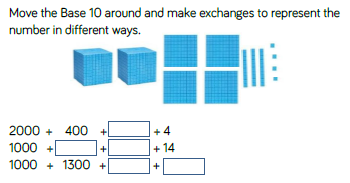 Move the Base 10 around and make exchanges to represent the
number in different ways.
2000 + 400 + + 4
1000 + + + 14
1000 + 1300 + +